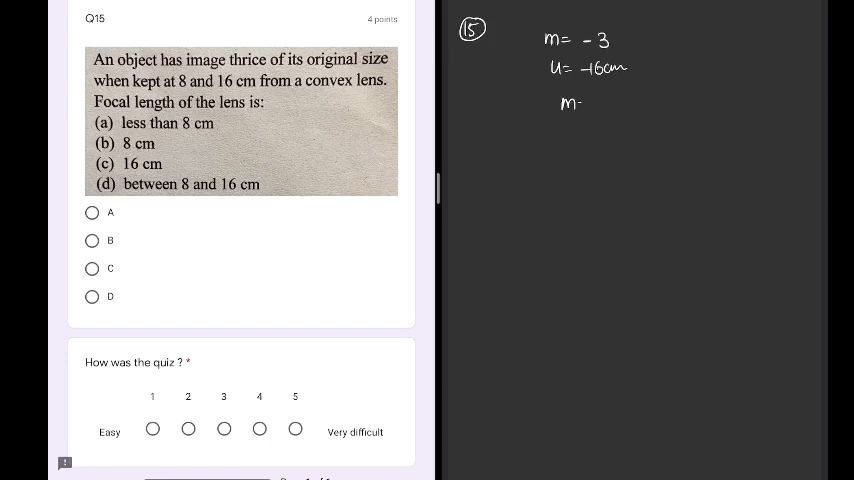 Q15
4 points
An object has image thrice of its original size
when kept at 8 and 16 cm from a convex lens.
Focal length of the lens is:
(a) less than 8 cm
(b) 8 cm
(c) 16 cm
(d) between 8 and 16 cm
A
B
C
D
How was the quiz ? *
1 2 3 4 5
Easy
Very difficult
15
m= - 3
u= -16cm
m-